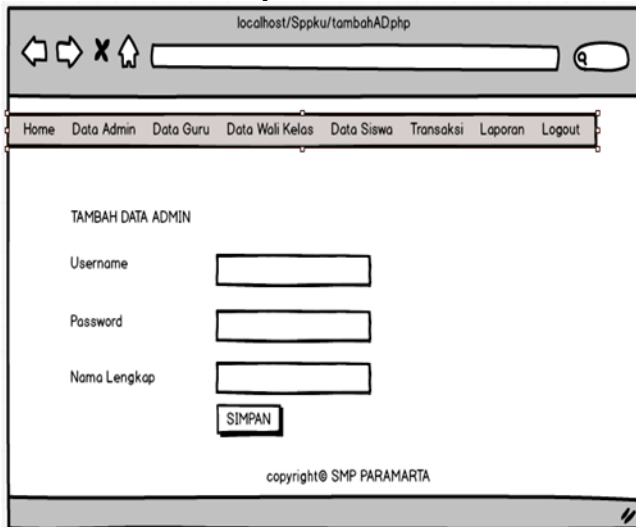 localhost/Sppku/tambahAD.php
Home Data Admin Data Guru Data Wali Kelas Data Siswa Transaksi Laporan Logout
TAMBAH DATA ADMIN
Username
Password
Nama Lengkap
SIMPAN
copyright© SMP PARAMARTA